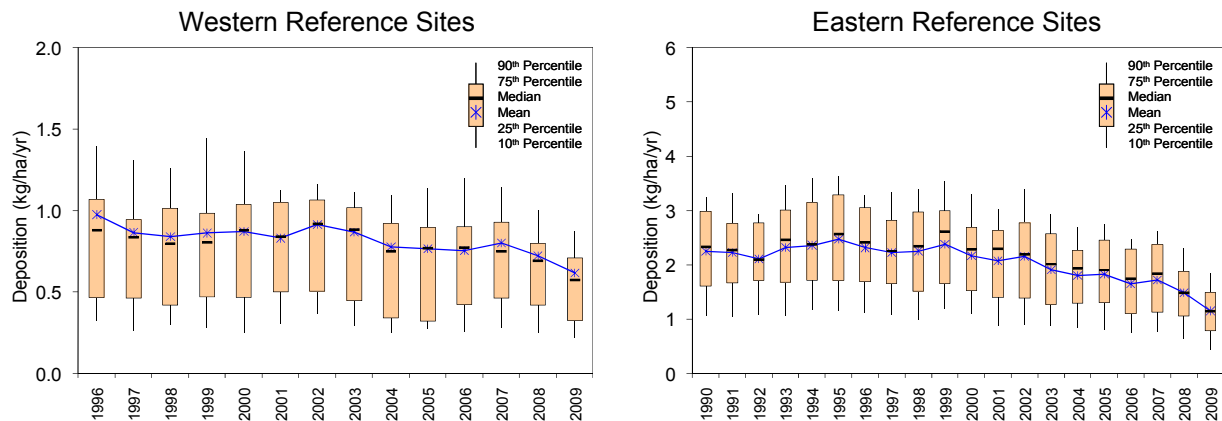 Western Reference Sites
Deposition (kg/ha/yr)
2.0
1.5
1.0
0.5
0.0
90th Percentile
75th Percentile
Median
Mean
25th Percentile
10th Percentile
1996 1997 1998 1999 2000 2001 2002 2003 2004 2005 2006 2007 2008 2009
Eastern Reference Sites
Deposition (kg/ha/yr)
6
5
4
3
2
1
0
90th Percentile
75th Percentile
Median
Mean
25th Percentile
10th Percentile
1990 1991 1992 1993 1994 1995 1996 1997 1998 1999 2000 2001 2002 2003 2004 2005 2006 2007 2008 2009